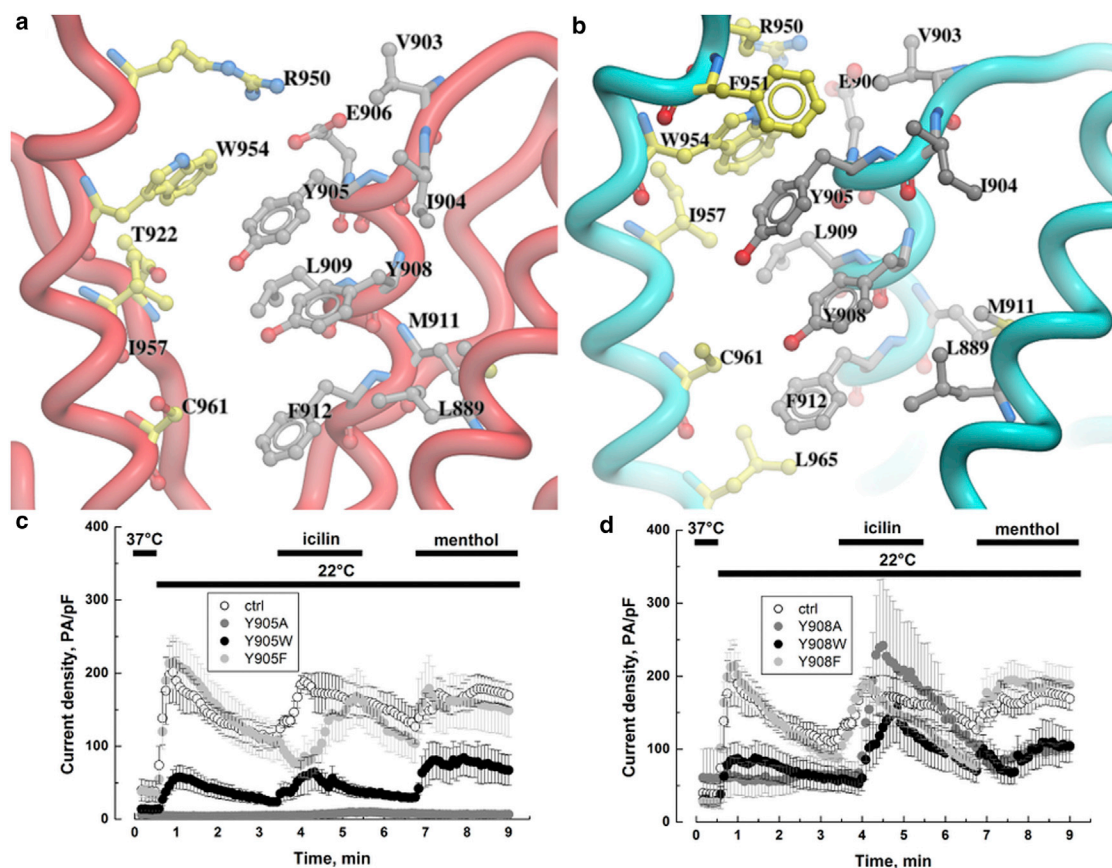 a
R950
V903
E906
W954
Y905
I904
T922
L909
Y908
M911
I957
C961
F912
L889
b
R950
V903
F951
W954
Y905
I904
I957
L909
M911
Y908
L889
C961
F912
L965
c
400
37°C
icilin
menthol
22°C
300
ctrl
Y905A
Y905W
Y905F
200
100
0
Current density, PA/pF
0 1 2 3 4 5 6 7 8 9
Time, min
d
400
37°C
icilin
menthol
22°C
300
ctrl
Y908A
Y908W
Y908F
200
100
0
Current density, PA/pF
0 1 2 3 4 5 6 7 8 9
Time, min